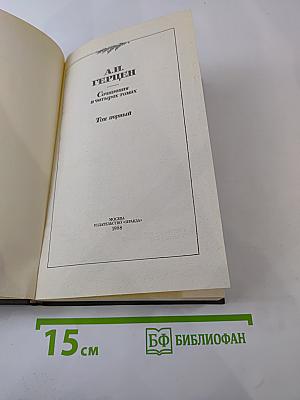 А.И.
ГЕРЦЕН
Сочинения
в четырех томах
Том первый
МОСКВА
ИЗДАТЕЛЬСТВО «ПРАВДА»
1988
15 см
БФ БИБЛИОФАН